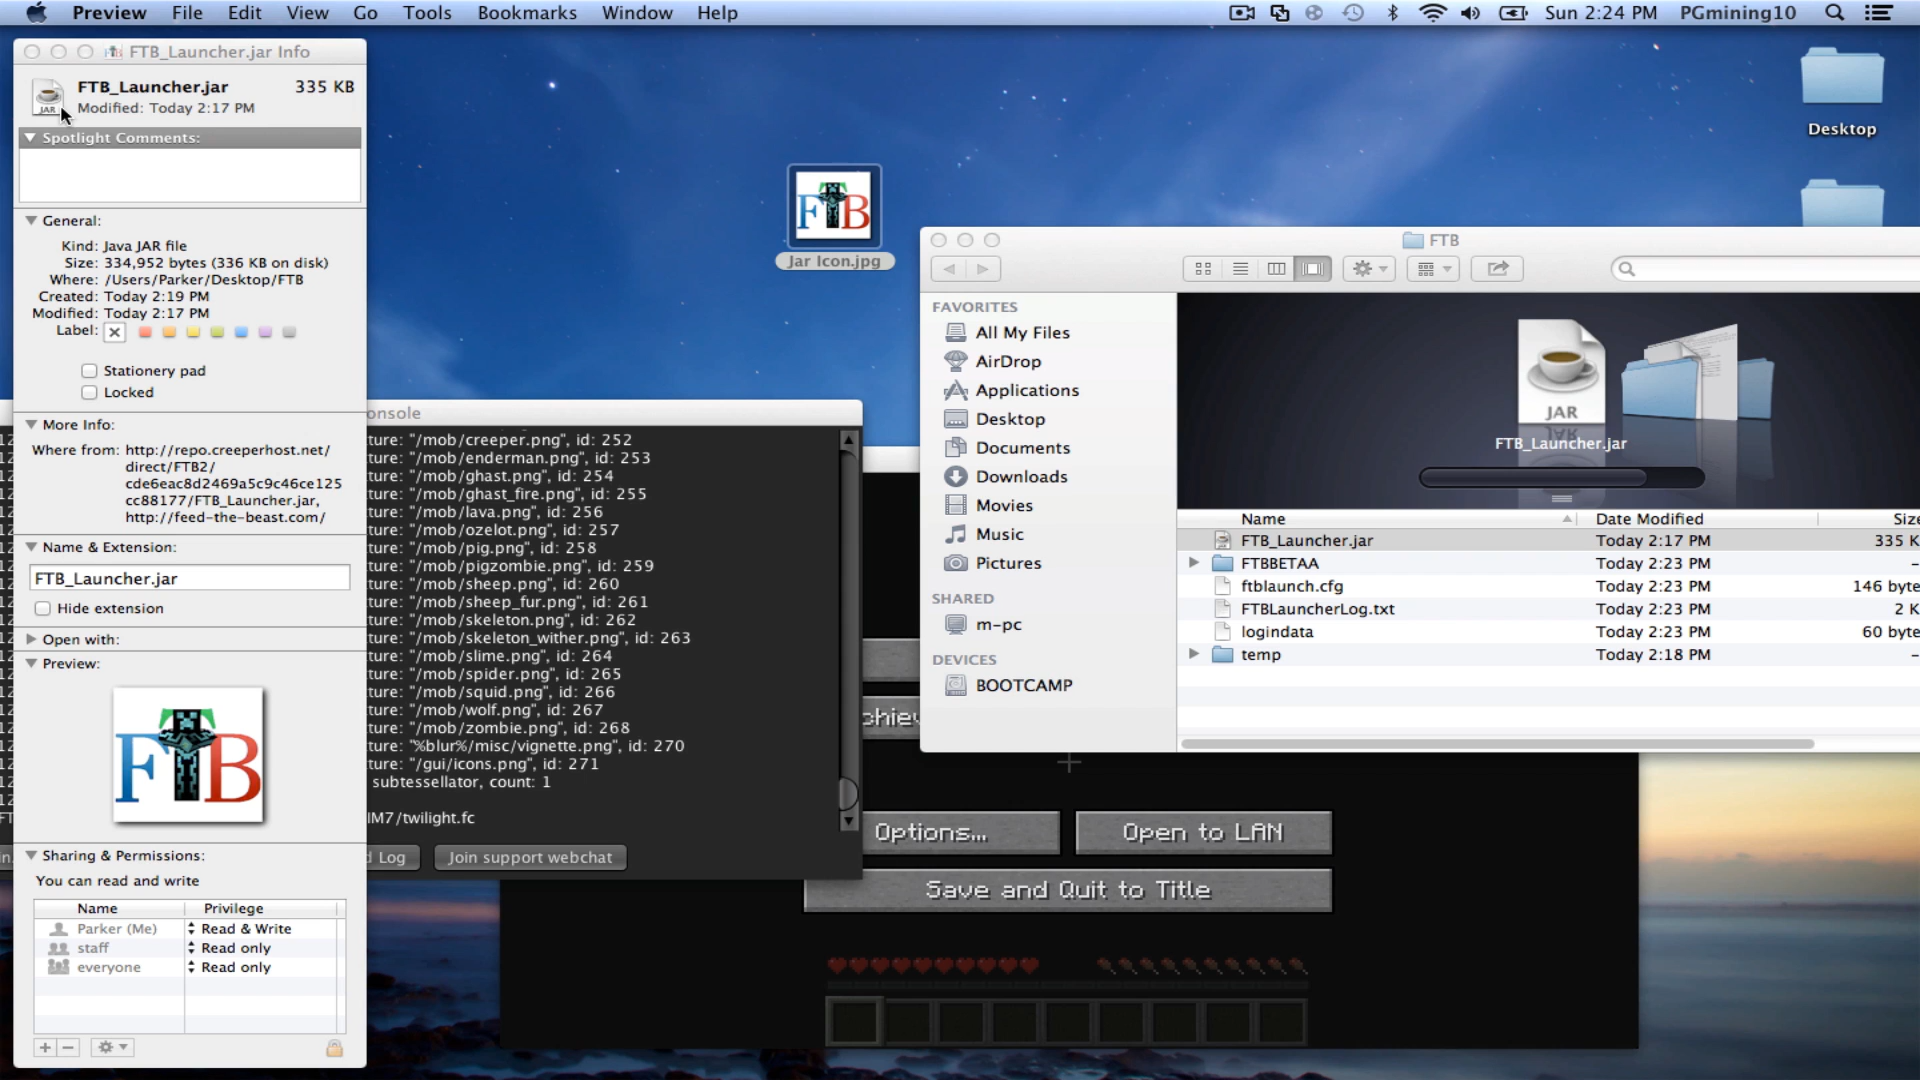 Preview File Edit View Go Tools Bookmarks Window Help Sun 2:24 PM PGmining10
FTB_Launcher.jar Info
FTB_Launcher.jar 335 KB
JAR
Modified: Today 2:17 PM
Spotlight Comments:
General:
Kind: Java JAR file
Size: 334,952 bytes (336 KB on disk)
Where: /Users/Parker/Desktop/FTB
Created: Today 2:19 PM
Modified: Today 2:17 PM
Label:
Stationery pad
Locked
More Info:
Where from: http://repo.creeperhost.net/
direct/FTB2/
cde6eac8d2469a5c9c46ce125
cc88177/FTB_Launcher.jar,
http://feed-the-beast.com/
Name & Extension:
FTB_Launcher.jar
Hide extension
Open with:
Preview:
FTB
Sharing & Permissions:
You can read and write
Name Privilege
Parker (Me) Read & Write
staff Read only
everyone Read only
Desktop
FTB
Jar Icon.jpg
onsole
ture: "/mob/creeper.png", id: 252
ture: "/mob/enderman.png", id: 253
ture: "/mob/ghast.png", id: 254
ture: "/mob/ghast_fire.png", id: 255
ture: "/mob/lava.png", id: 256
ture: "/mob/ozelot.png", id: 257
ture: "/mob/pig.png", id: 258
ture: "/mob/pigzombie.png", id: 259
ture: "/mob/sheep.png", id: 260
ture: "/mob/sheep_fur.png", id: 261
ture: "/mob/skeleton.png", id: 262
ture: "/mob/skeleton_wither.png", id: 263
ture: "/mob/slime.png", id: 264
ture: "/mob/spider.png", id: 265
ture: "/mob/squid.png", id: 266
ture: "/mob/wolf.png", id: 267
ture: "/mob/zombie.png", id: 268
ture: "%blur%/misc/vignette.png", id: 270
ture: "/gui/icons.png", id: 271
subtessellator, count: 1
IM7/twilight.fc
d Log Join support webchat
FTB
FAVORITES
All My Files
AirDrop
Applications
Desktop
Documents
Downloads
Movies
Music
Pictures
SHARED
m-pc
DEVICES
BOOTCAMP
JAR
FTB_Launcher.jar
Name Date Modified Size
FTB_Launcher.jar Today 2:17 PM 335 K
FTBBETAA Today 2:23 PM --
ftblaunch.cfg Today 2:23 PM 146 byte
FTBLauncherLog.txt Today 2:23 PM 2 K
logindata Today 2:23 PM 60 byte
temp Today 2:18 PM --
chiev
Options... Open to LAN
Save and Quit to Title